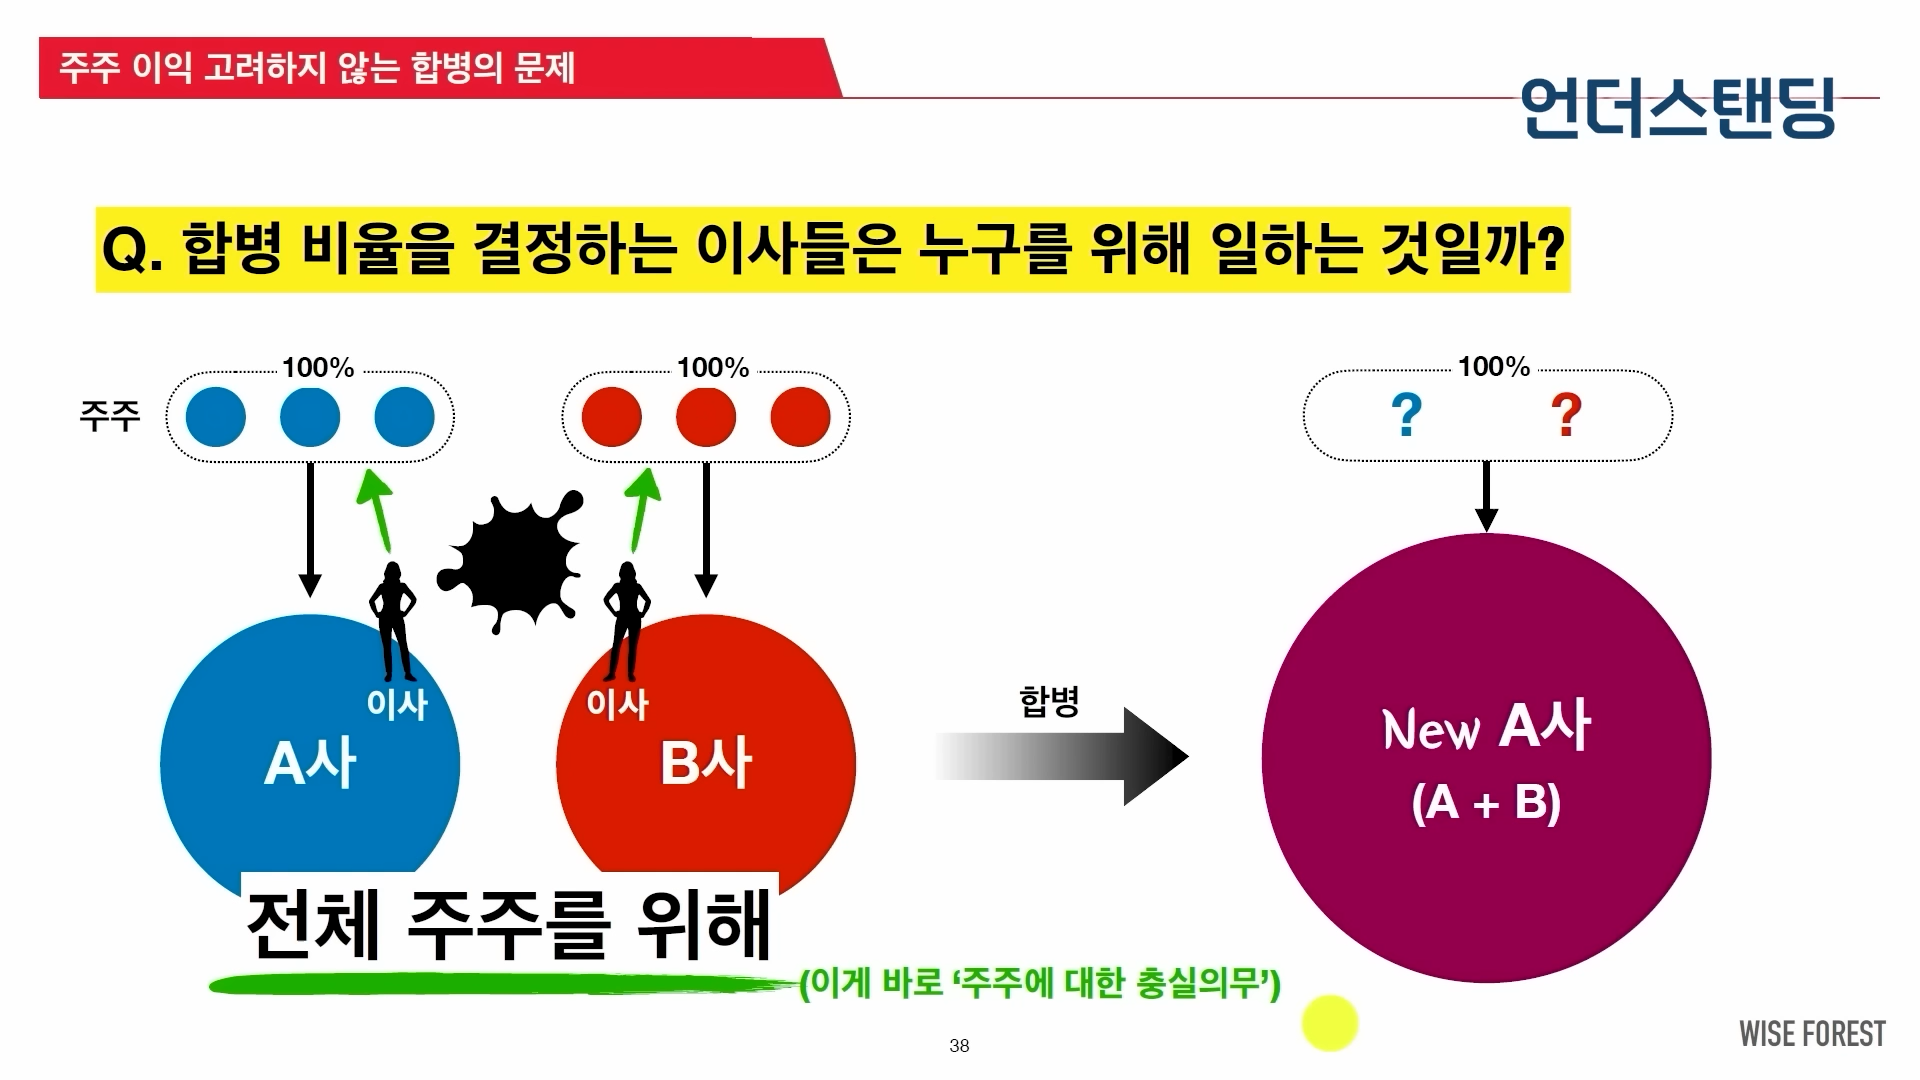 주주 이익 고려하지 않는 합병의 문제
언더스탠딩
Q. 합병 비율을 결정하는 이사들은 누구를 위해 일하는 것일까?
100%
100%
100%
주주
?
?
이사
이사
합병
A사
B사
New A사
(A + B)
전체 주주를 위해
(이게 바로 ‘주주에 대한 충실의무’)
38
WISE FOREST